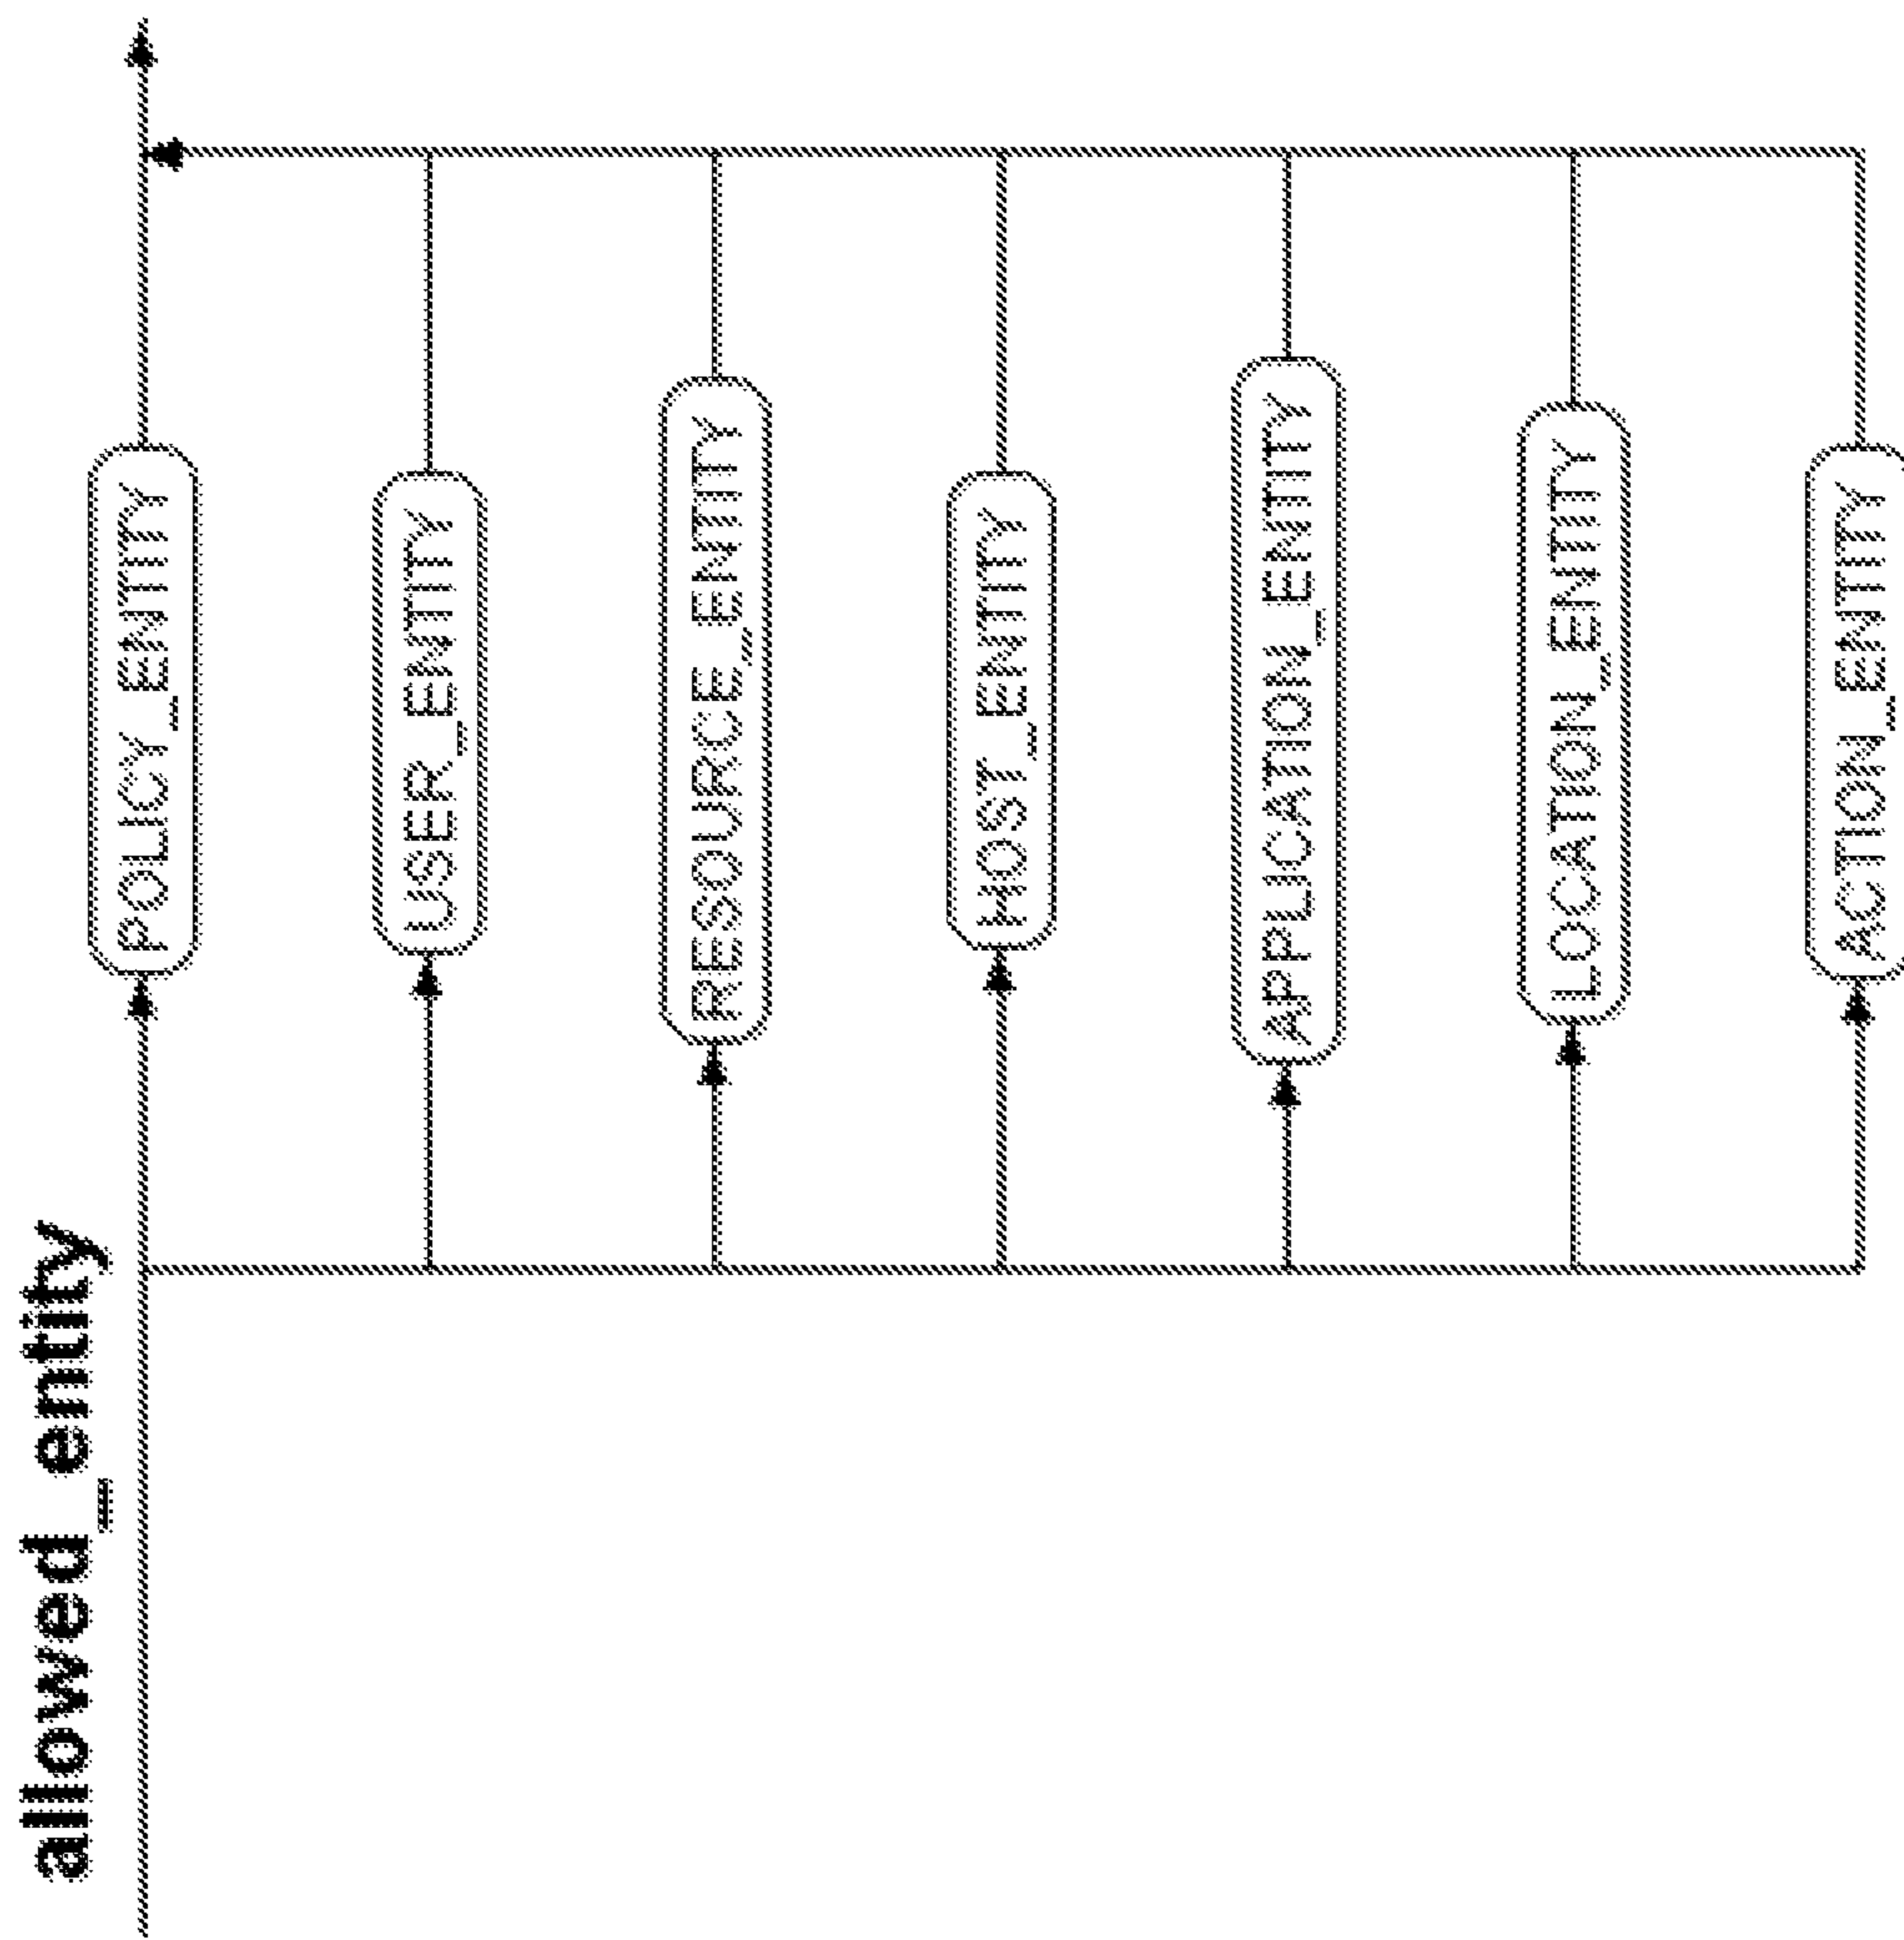 allowed_entity
POLICY_ENTITY
USER_ENTITY
RESOURCE_ENTITY
HOST_ENTITY
APPLICATION_ENTITY
LOCATION_ENTITY
ACTION_ENTITY